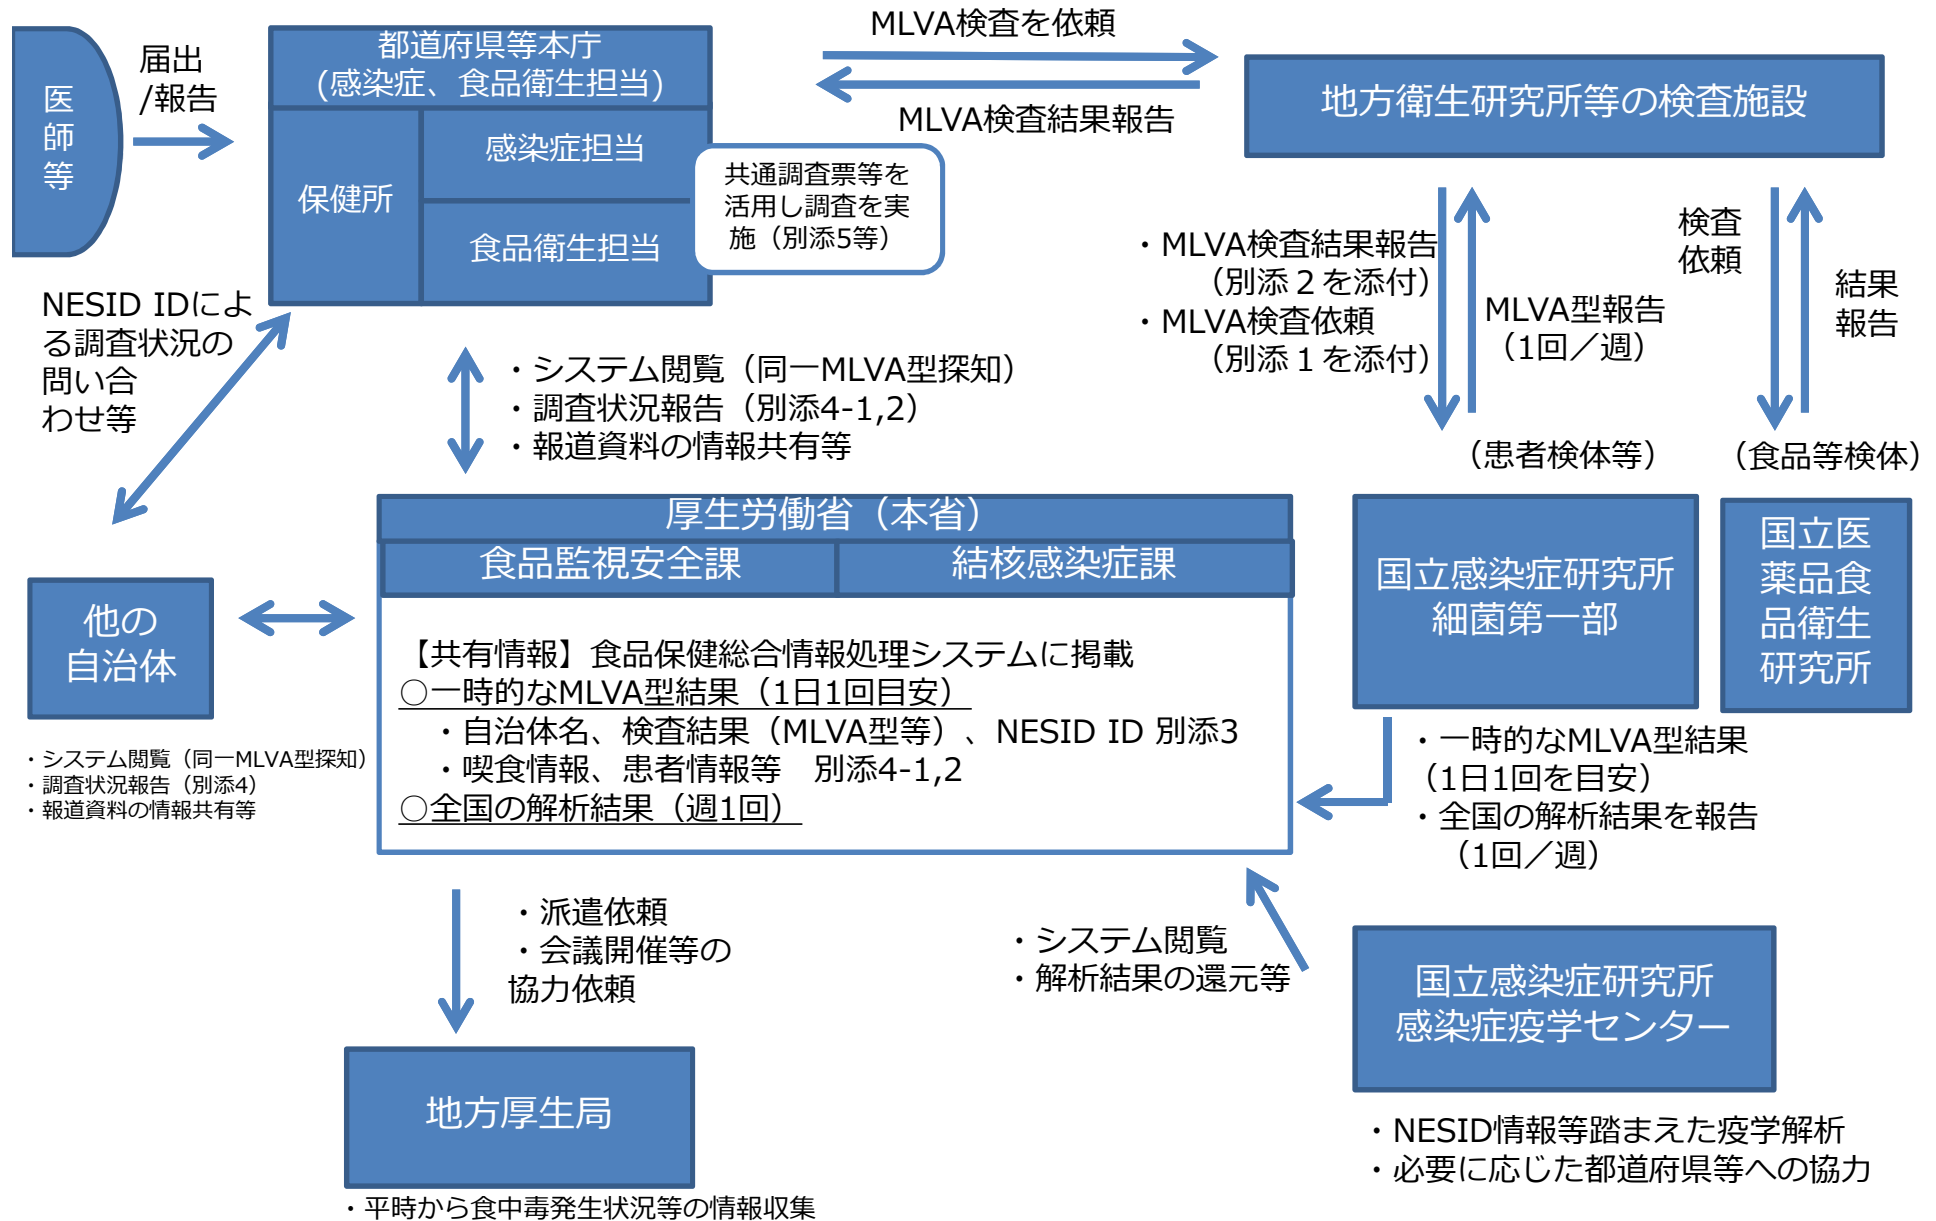 医
師
等
届出
/報告
都道府県等本庁
(感染症、食品衛生担当)
保健所
感染症担当
食品衛生担当
共通調査票等を
活用し調査を実
施（別添5等）
MLVA検査を依頼
MLVA検査結果報告
地方衛生研究所等の検査施設
・MLVA検査結果報告
（別添２を添付）
・MLVA検査依頼
（別添１を添付）
MLVA型報告
（1回／週）
検査
依頼
結果
報告
（患者検体等）
（食品等検体）
NESID IDによ
る調査状況の
問い合
わせ等
・システム閲覧（同一MLVA型探知）
・調査状況報告（別添4-1,2）
・報道資料の情報共有等
厚生労働省（本省）
食品監視安全課
結核感染症課
【共有情報】食品保健総合情報処理システムに掲載
○一時的なMLVA型結果（1日1回目安）
・自治体名、検査結果（MLVA型等）、NESID ID 別添3
・喫食情報、患者情報等　別添4-1,2
○全国の解析結果（週1回）
国立感染症研究所
細菌第一部
国立医
薬品食
品衛生
研究所
他の
自治体
・システム閲覧（同一MLVA型探知）
・調査状況報告（別添4）
・報道資料の情報共有等
・一時的なMLVA型結果
（1日1回を目安）
・全国の解析結果を報告
（1回／週）
・派遣依頼
・会議開催等の
協力依頼
・システム閲覧
・解析結果の還元等
国立感染症研究所
感染症疫学センター
・NESID情報等踏まえた疫学解析
・必要に応じた都道府県等への協力
地方厚生局
・平時から食中毒発生状況等の情報収集